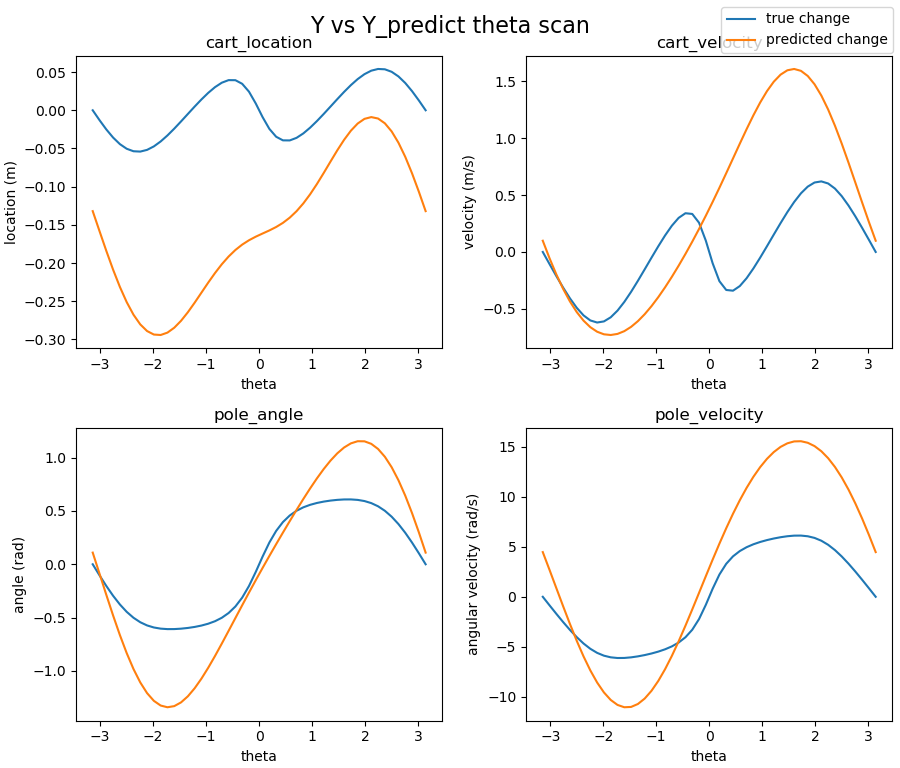 Y vs Y_predict theta scan
true change
predicted change
cart_location
location (m)
0.05
0.00
−0.05
−0.10
−0.15
−0.20
−0.25
−0.30
−3 −2 −1 0 1 2 3
theta
cart_velocity
velocity (m/s)
1.5
1.0
0.5
0.0
−0.5
−3 −2 −1 0 1 2 3
theta
pole_angle
angle (rad)
1.0
0.5
0.0
−0.5
−1.0
−3 −2 −1 0 1 2 3
theta
pole_velocity
angular velocity (rad/s)
15
10
5
0
−5
−10
−3 −2 −1 0 1 2 3
theta